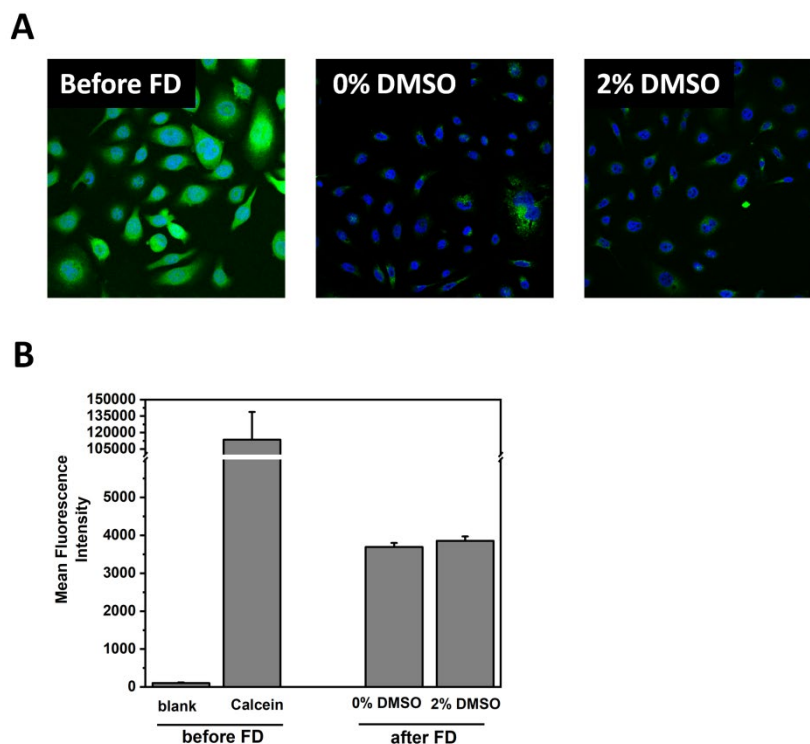 A
Before FD
0% DMSO
2% DMSO
B
Mean Fluorescence
Intensity
150000
135000
120000
105000
5000
4000
3000
2000
1000
0
blank
Calcein
0% DMSO
2% DMSO
before FD
after FD